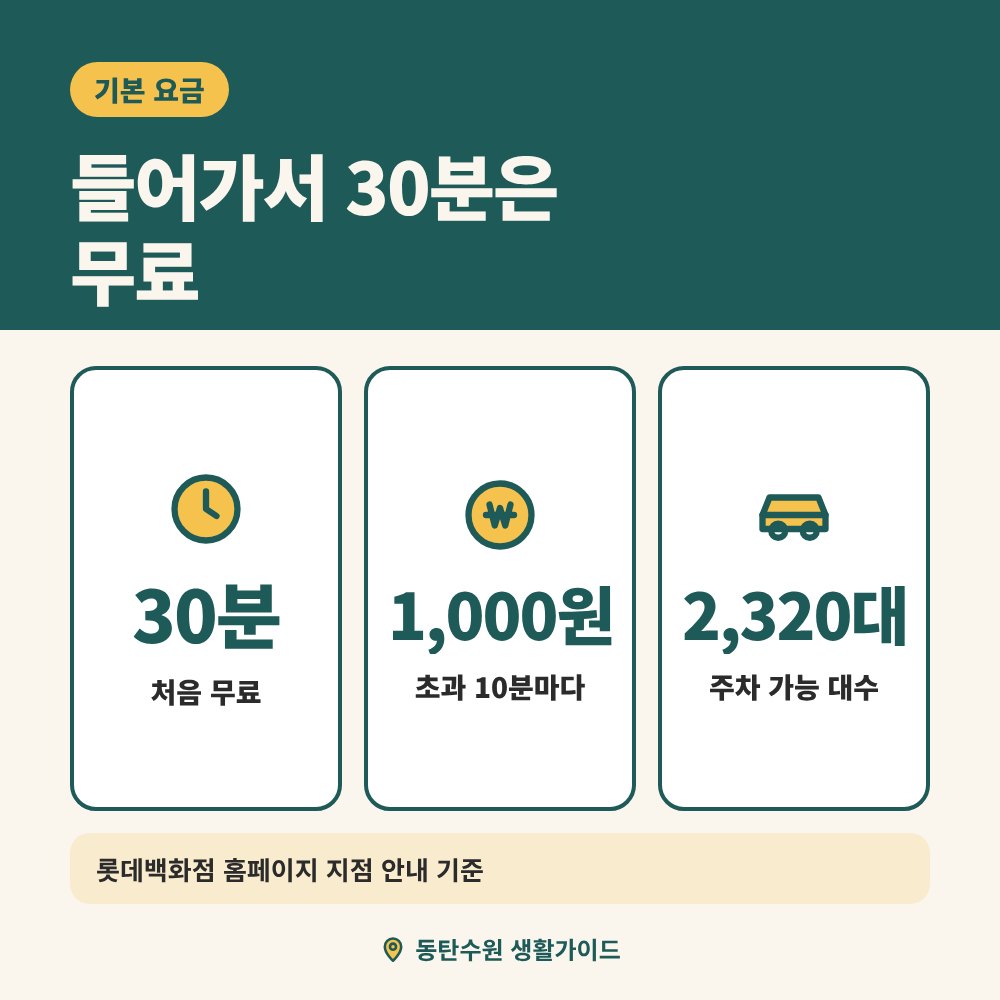 기본 요금
들어가서 30분은
무료
₩
30분
처음 무료
1,000원
초과 10분마다
2,320대
주차 가능 대수
롯데백화점 홈페이지 지점 안내 기준
동탄수원 생활가이드